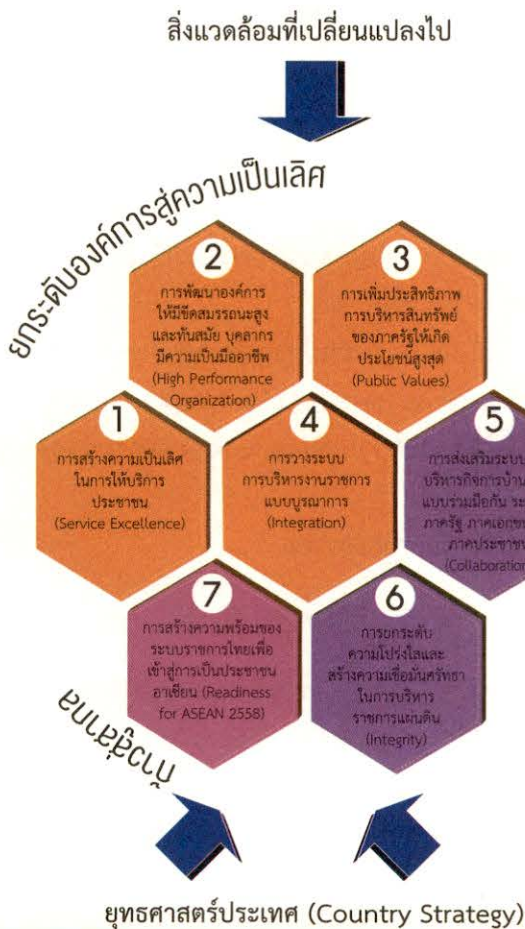 สิ่งแวดล้อมที่เปลี่ยนแปลงไป
ยกระดับองค์การสู่ความเป็นเลิศ
2
การพัฒนาองค์การ
ให้มีขีดสมรรถนะสูง
และทันสมัย บุคลากร
มีความเป็นมืออาชีพ
(High Performance
Organization)
3
การเพิ่มประสิทธิภาพ
การบริหารสินทรัพย์
ของภาครัฐให้เกิด
ประโยชน์สูงสุด
(Public Values)
1
การสร้างความเป็นเลิศ
ในการให้บริการ
ประชาชน
(Service Excellence)
4
การวางระบบ
การบริหารงานราชการ
แบบบูรณาการ
(Integration)
5
การส่งเสริมระบบ
บริหารกิจการบ้าน
แบบร่วมมือกัน
ภาครัฐ
ภาคประชาชน
(Collaboration
7
การสร้างความพร้อมของ
ระบบราชการไทยเพื่อ
เข้าสู่การเป็นประชาชน
อาเซียน (Readiness
for ASEAN 2558)
6
การยกระดับ
ความโปร่งใสและ
สร้างความเชื่อมั่นศรัทธา
ในการบริหาร
ราชการแผ่นดิน
(Integrity)
ก้าวสู่สากล
ยุทธศาสตร์ประเทศ (Country Strategy)